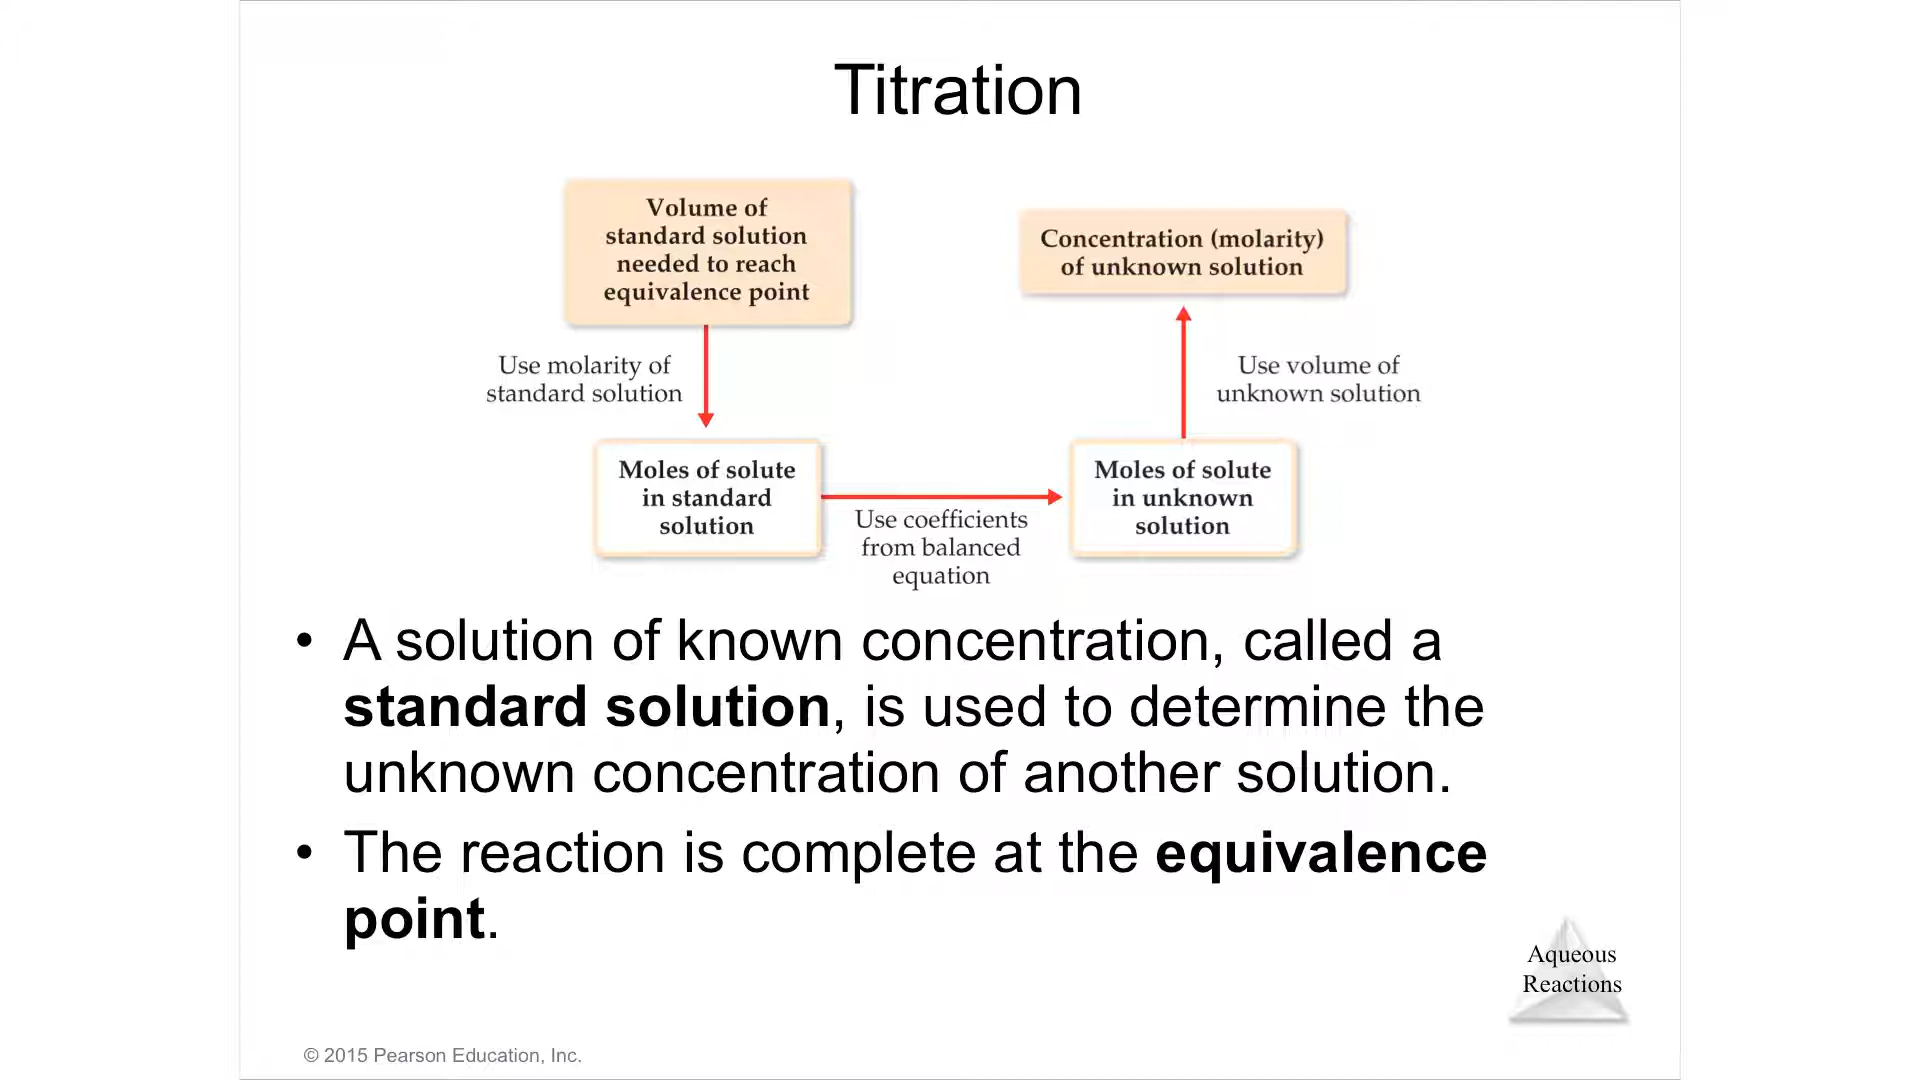 Titration
Volume of
standard solution
needed to reach
equivalence point
Concentration (molarity)
of unknown solution
Use molarity of
standard solution
Use volume of
unknown solution
Moles of solute
in standard
solution
Use coefficients
from balanced
equation
Moles of solute
in unknown
solution
• A solution of known concentration, called a
standard solution, is used to determine the
unknown concentration of another solution.
• The reaction is complete at the equivalence
point.
Aqueous
Reactions
© 2015 Pearson Education, Inc.